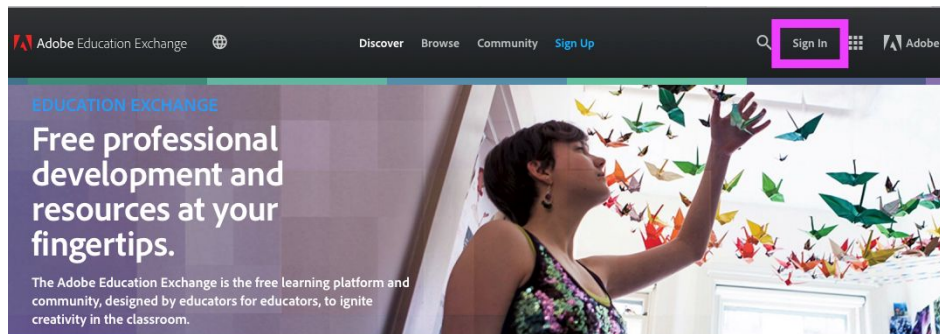 Adobe Education Exchange Discover Browse Community Sign Up Sign In Adobe
EDUCATION EXCHANGE
Free professional
development and
resources at your
fingertips.
The Adobe Education Exchange is the free learning platform and
community, designed by educators for educators, to ignite
creativity in the classroom.